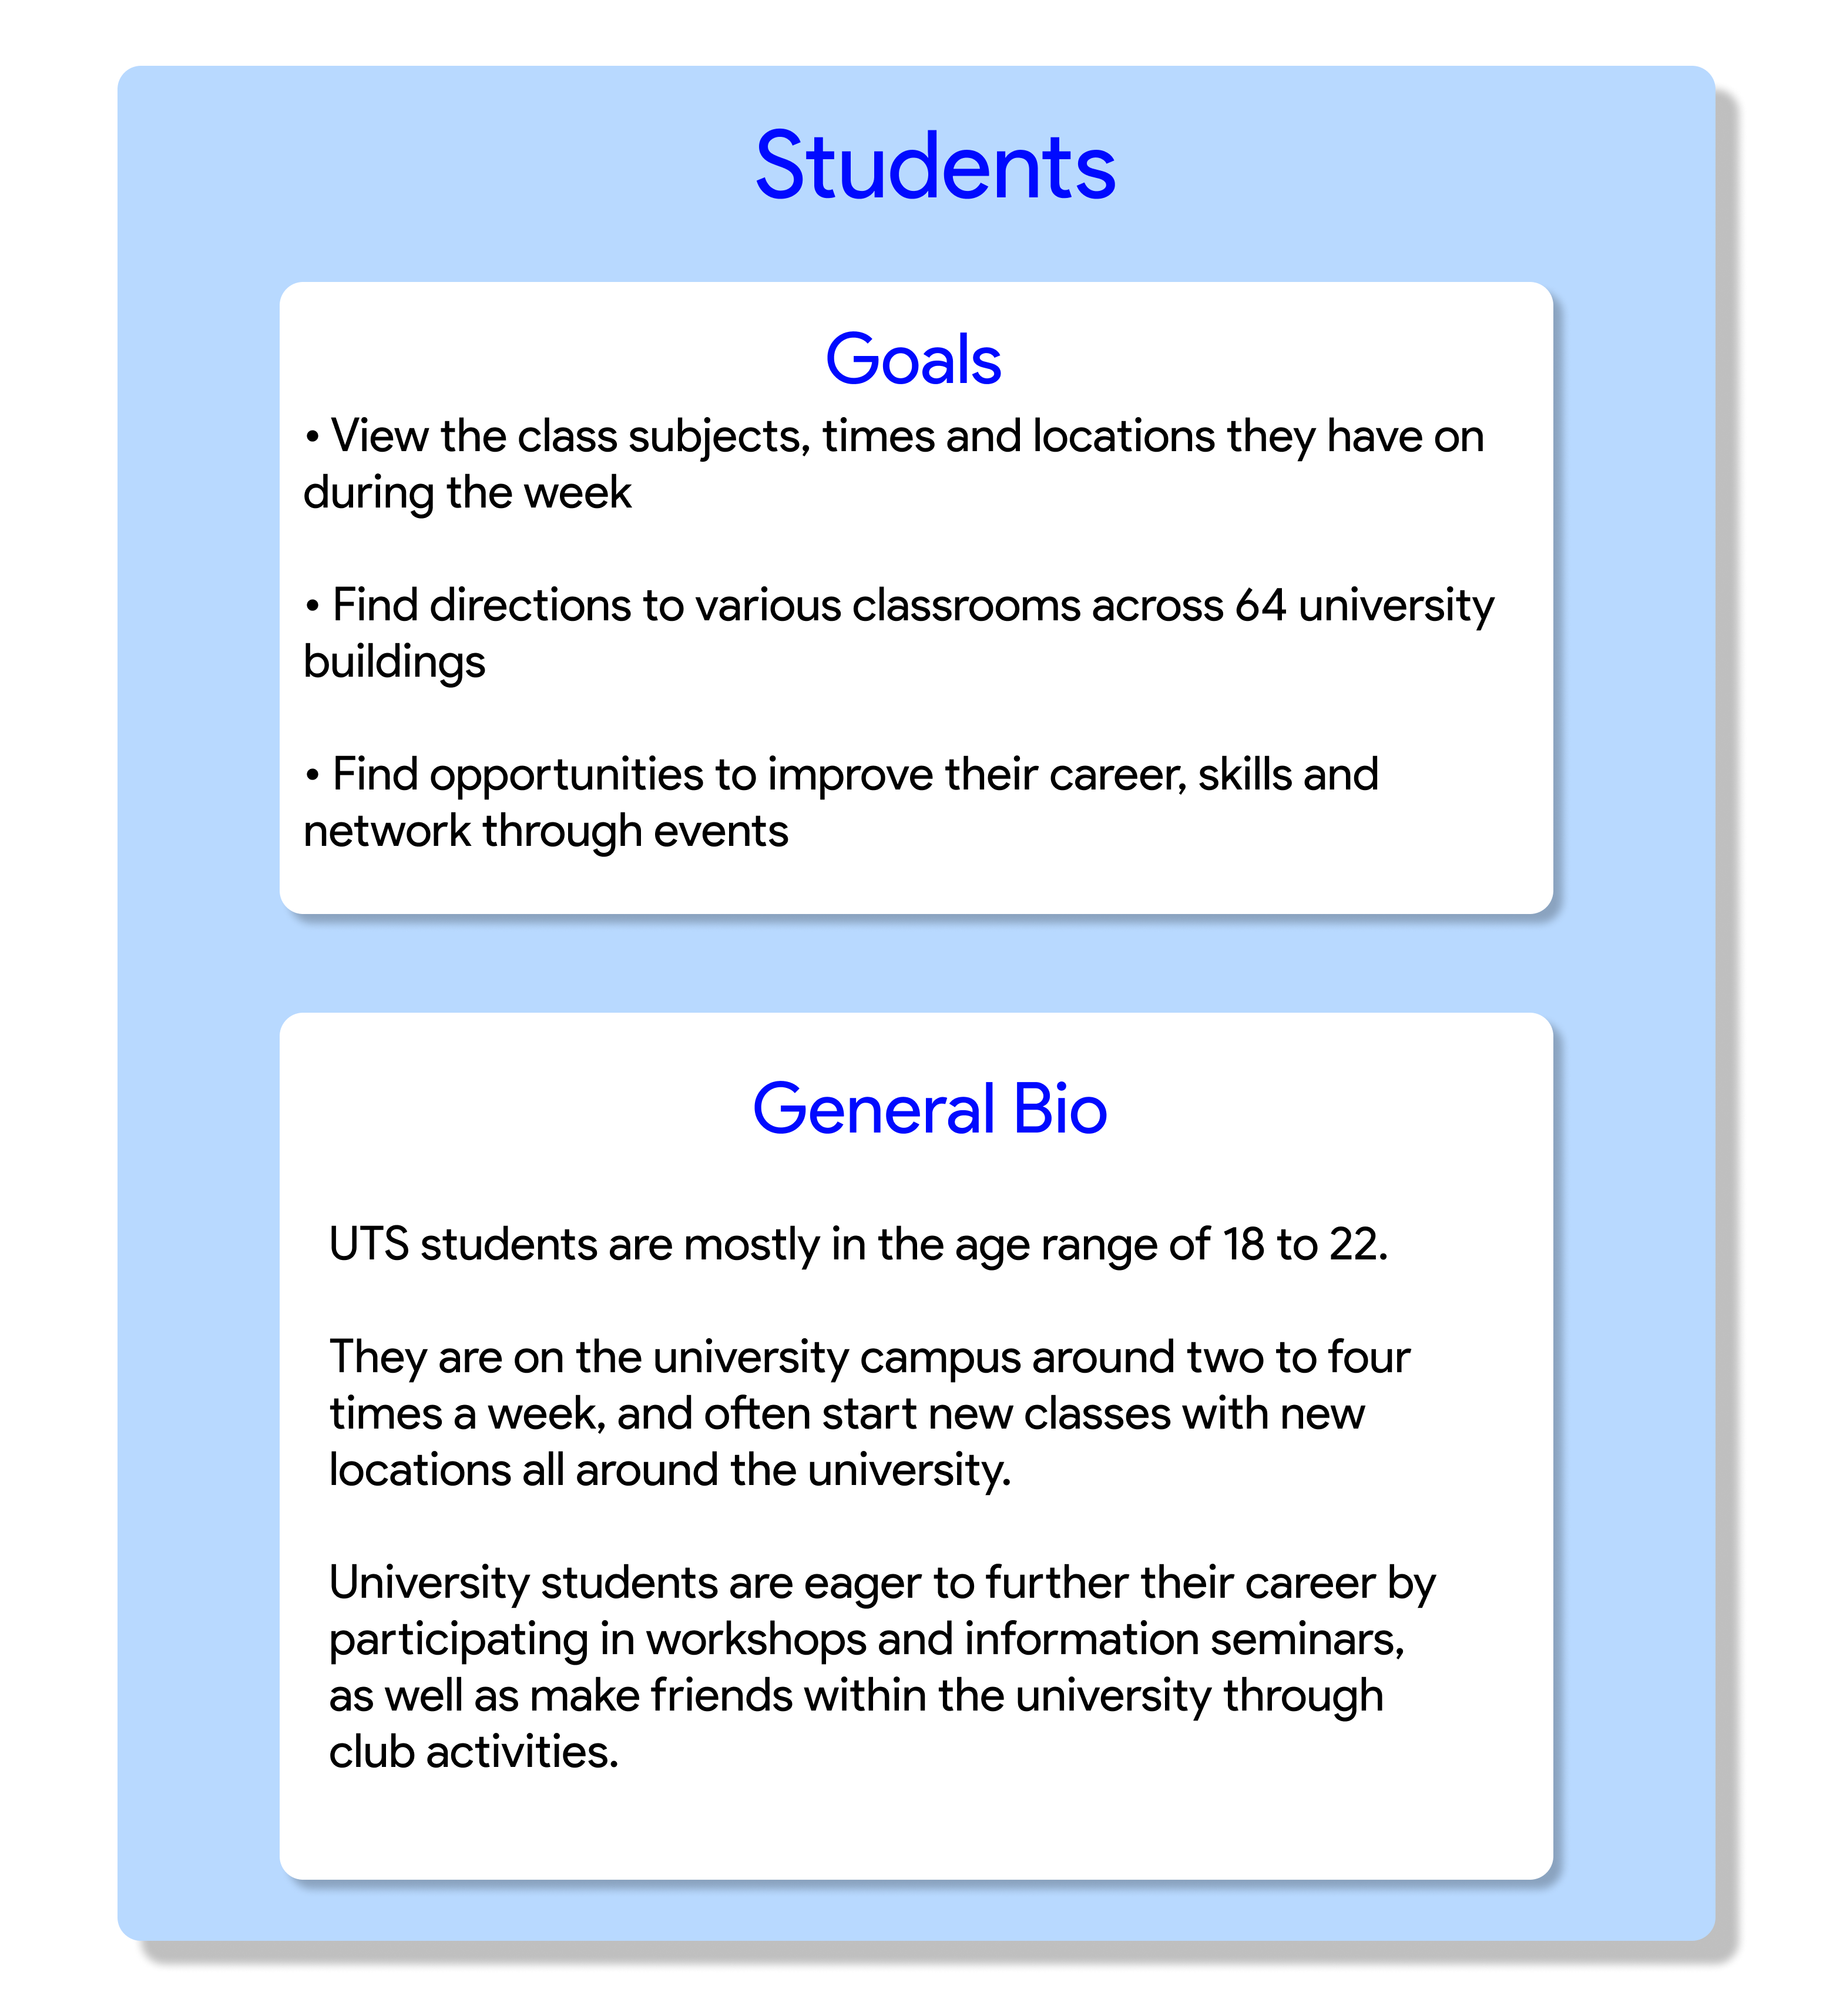 Students
Goals
• View the class subjects, times and locations they have on
during the week
• Find directions to various classrooms across 64 university
buildings
• Find opportunities to improve their career, skills and
network through events
General Bio
UTS students are mostly in the age range of 18 to 22.
They are on the university campus around two to four
times a week, and often start new classes with new
locations all around the university.
University students are eager to further their career by
participating in workshops and information seminars,
as well as make friends within the university through
club activities.